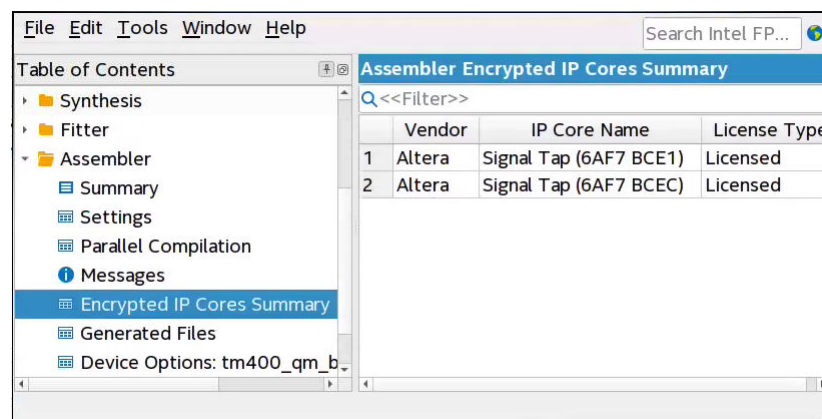 File Edit Tools Window Help
Search Intel FP...
Table of Contents
Synthesis
Fitter
Assembler
Summary
Settings
Parallel Compilation
Messages
Encrypted IP Cores Summary
Generated Files
Device Options: tm400_qm_b
Assembler Encrypted IP Cores Summary
<<Filter>>
Vendor IP Core Name License Type
1 Altera Signal Tap (6AF7 BCE1) Licensed
2 Altera Signal Tap (6AF7 BCEC) Licensed